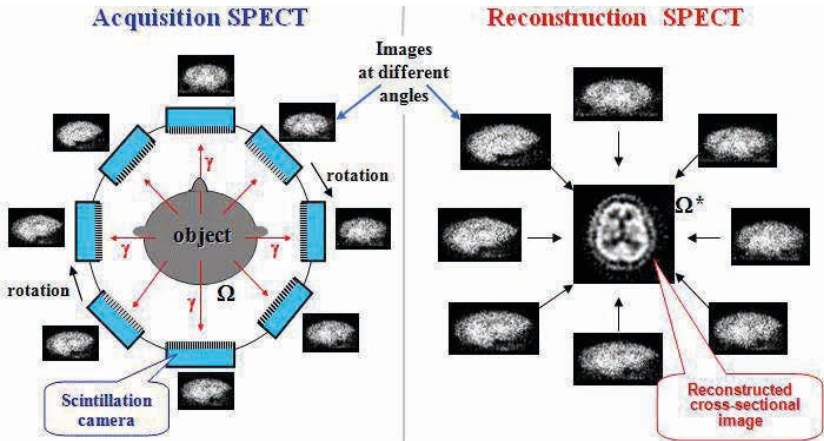 Acquisition SPECT
Reconstruction SPECT
Images
at different
angles
γ
rotation
γ
object
γ
Ω
γ
rotation
Scintillation
camera
Ω*
Reconstructed
cross-sectional
image